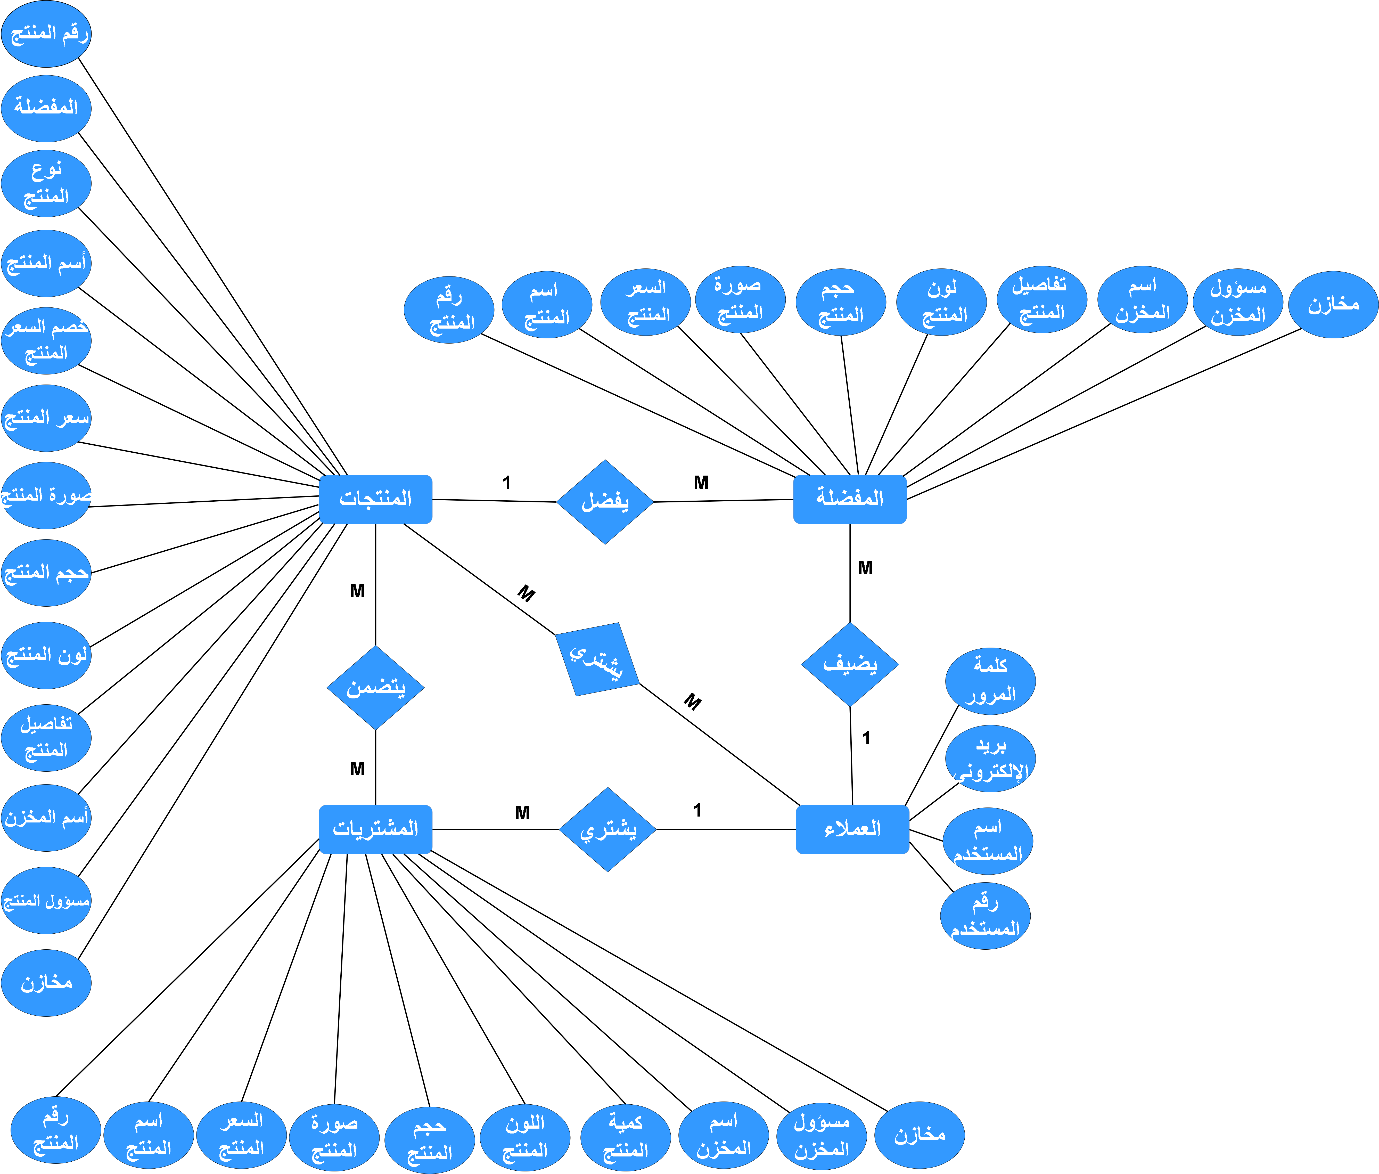 رقم المنتج
المفضلة
نوع
المنتج
أسم المنتج
خصم السعر
المنتج
سعر المنتج
صورة المنتج
حجم المنتج
لون المنتج
تفاصيل
المنتج
أسم المخزن
مسؤول المنتج
مخازن
رقم
المنتج
اسم
المنتج
السعر
المنتج
صورة
المنتج
حجم
المنتج
لون
المنتج
تفاصيل
المنتج
اسم
المخزن
مسؤول
المخزن
مخازن
المنتجات
1
يفضل
M
المفضلة
M
يتضمن
M
M
يشتري
M
M
يضيف
1
كلمة
المرور
بريد
الإلكتروني
اسم
المستخدم
رقم
المستخدم
المشتريات
M
يشتري
1
العملاء
رقم
المنتج
اسم
المنتج
السعر
المنتج
صورة
المنتج
حجم
المنتج
اللون
المنتج
كمية
المنتج
اسم
المخزن
مسؤول
المخزن
مخازن